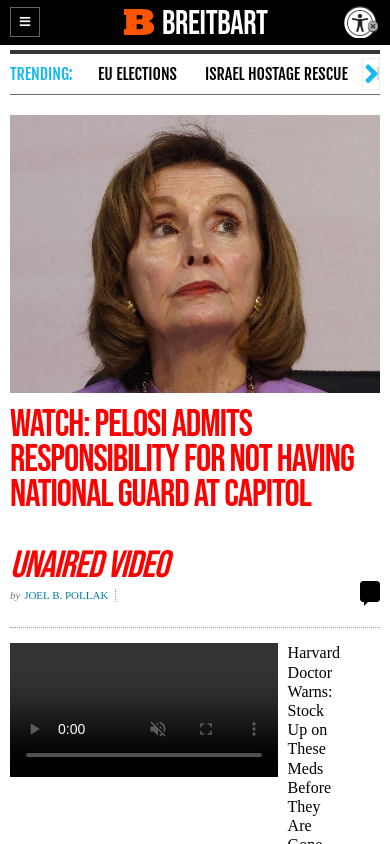 BREITBART
TRENDING:
EU ELECTIONS
ISRAEL HOSTAGE RESCUE
WATCH: PELOSI ADMITS
RESPONSIBILITY FOR NOT HAVING
NATIONAL GUARD AT CAPITOL
UNAIRED VIDEO
by JOEL B. POLLAK
0:00
Harvard
Doctor
Warns:
Stock
Up on
These
Meds
Before
They
Are
Gone